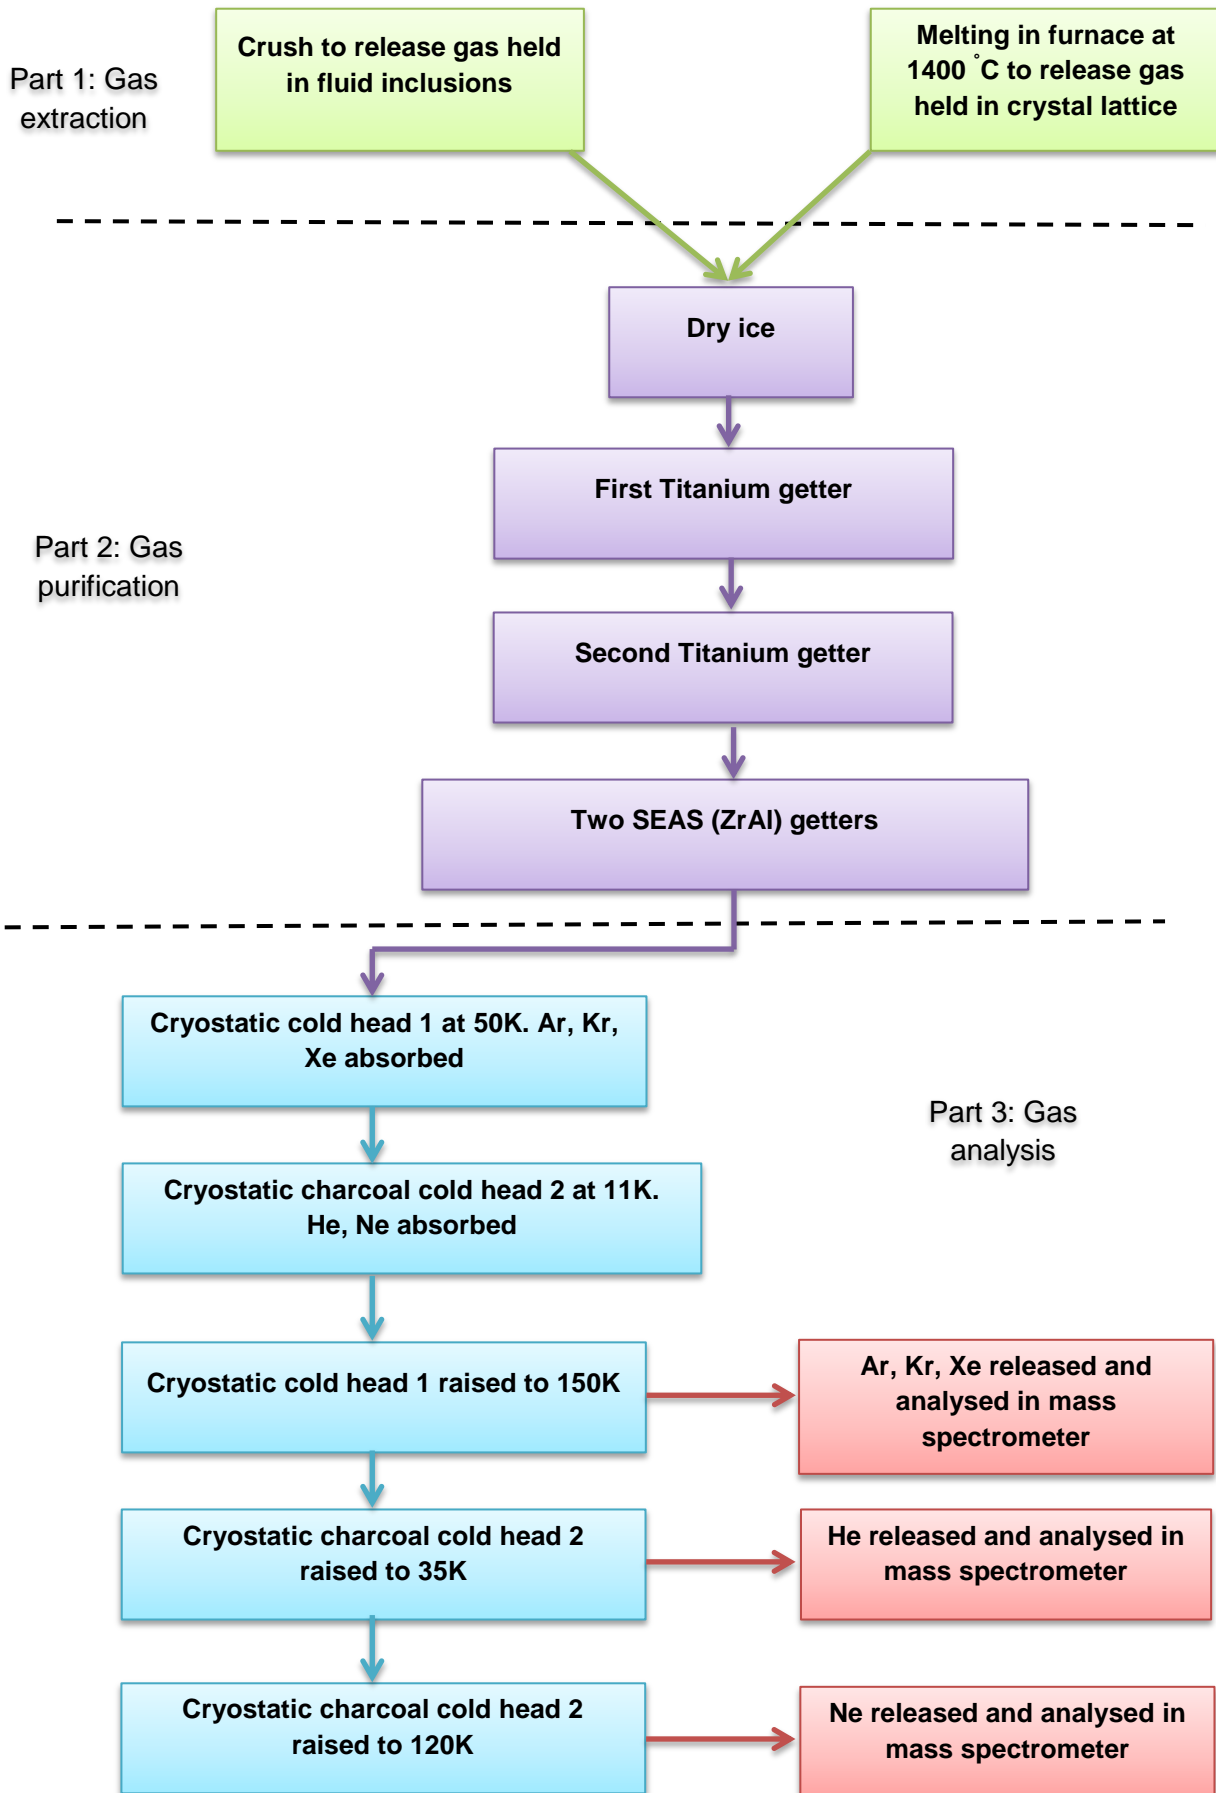 Part 1: Gas
extraction
Crush to release gas held
in fluid inclusions
Melting in furnace at
1400 ˚C to release gas
held in crystal lattice
Dry ice
First Titanium getter
Part 2: Gas
purification
Second Titanium getter
Two SEAS (ZrAl) getters
Cryostatic cold head 1 at 50K. Ar, Kr,
Xe absorbed
Part 3: Gas
analysis
Cryostatic charcoal cold head 2 at 11K.
He, Ne absorbed
Cryostatic cold head 1 raised to 150K
Ar, Kr, Xe released and
analysed in mass
spectrometer
Cryostatic charcoal cold head 2
raised to 35K
He released and analysed in
mass spectrometer
Cryostatic charcoal cold head 2
raised to 120K
Ne released and analysed in
mass spectrometer